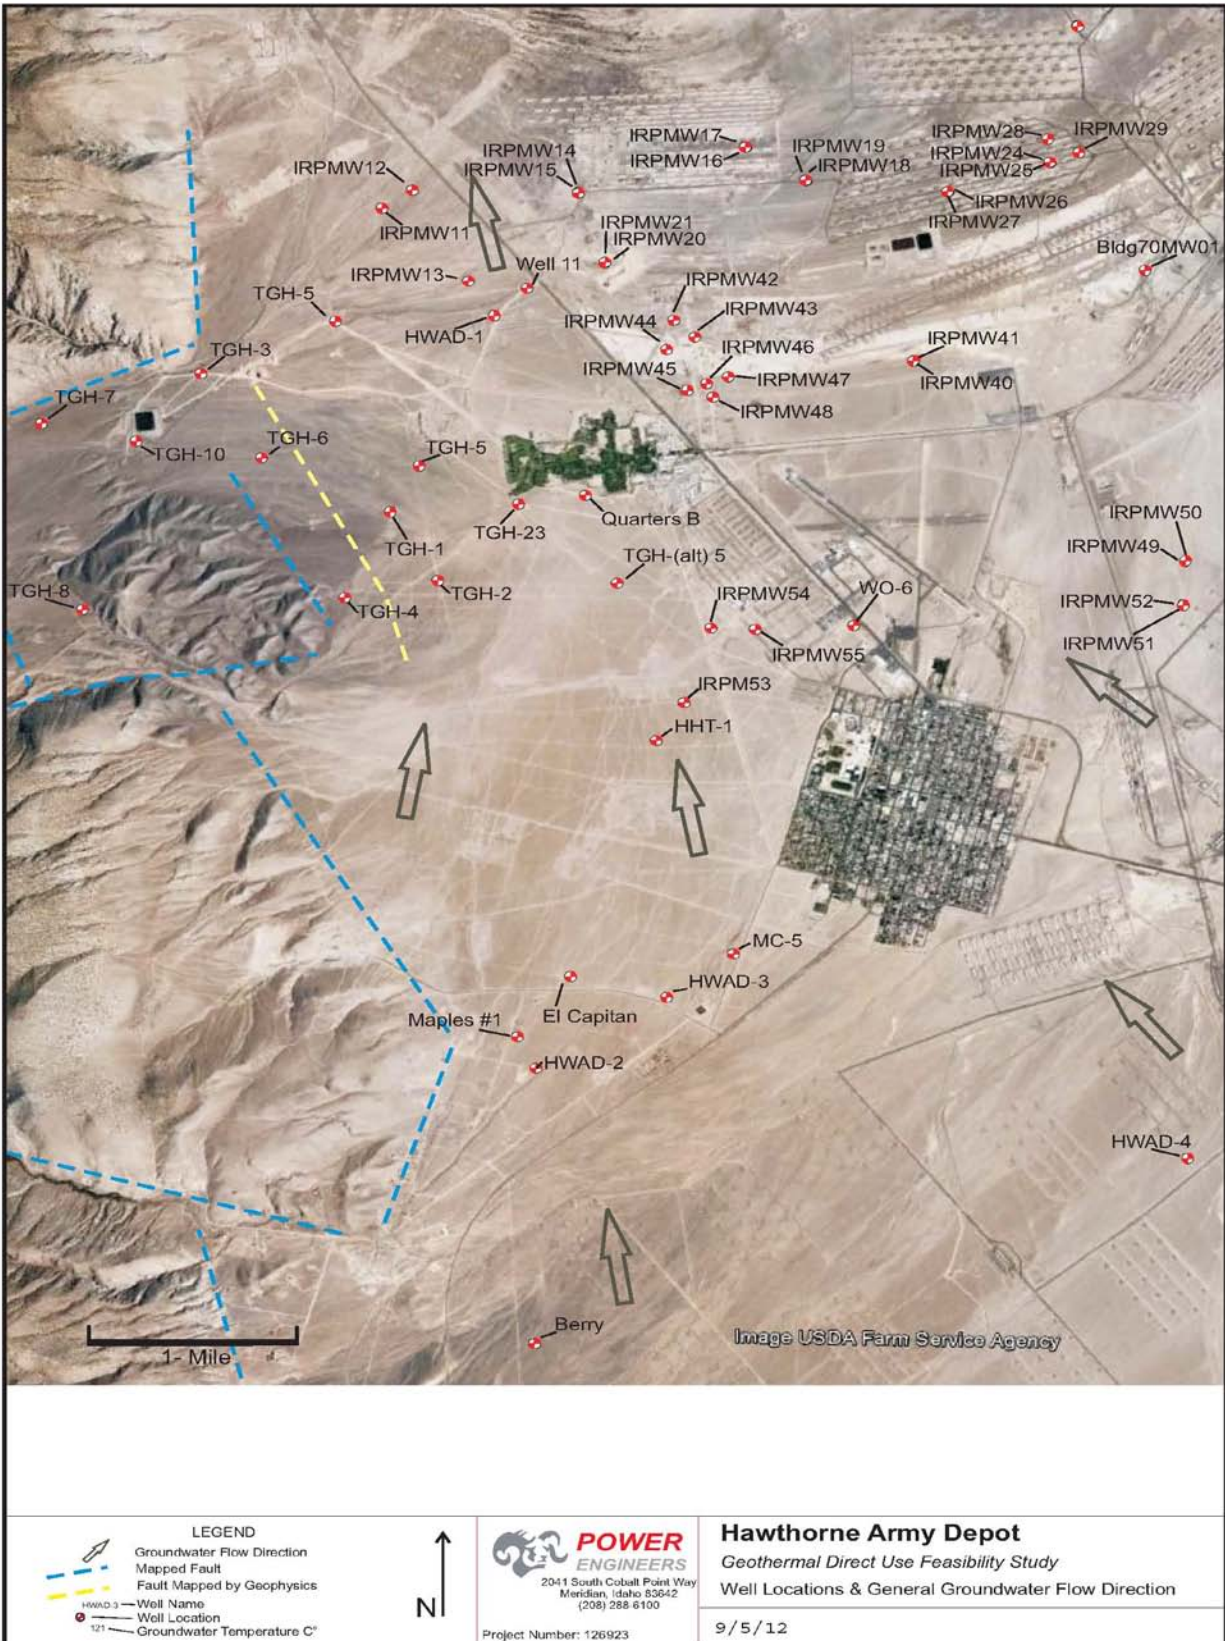 IRPMW17
IRPMW16
IRPMW28
IRPMW29
IRPMW24
IRPMW25
IRPMW19
IRPMW18
IRPMW14
IRPMW15
IRPMW12
IRPMW26
IRPMW27
IRPMW11
IRPMW21
IRPMW20
Bldg70MW01
Well 11
IRPMW13
IRPMW42
TGH-5
IRPMW43
IRPMW44
HWAD-1
TGH-3
IRPMW46
IRPMW41
IRPMW45
IRPMW47
IRPMW40
TGH-7
IRPMW48
TGH-6
TGH-5
TGH-10
IRPMW50
Quarters B
TGH-23
TGH-1
IRPMW49
TGH-(alt) 5
TGH-8
TGH-2
WO-6
IRPMW54
IRPMW52
TGH-4
IRPMW51
IRPMW55
IRPM53
HHT-1
MC-5
HWAD-3
El Capitan
Maples #1
HWAD-2
HWAD-4
Berry
Image USDA Farm Service Agency
1- Mile
LEGEND
Groundwater Flow Direction
Mapped Fault
Fault Mapped by Geophysics
HWAD-3 Well Name
Well Location
121 Groundwater Temperature C°
N
POWER
ENGINEERS
2041 South Cobalt Point Way
Meridian, Idaho 83642
(208) 288-6100
Project Number: 126923
Hawthorne Army Depot
Geothermal Direct Use Feasibility Study
Well Locations & General Groundwater Flow Direction
9/5/12